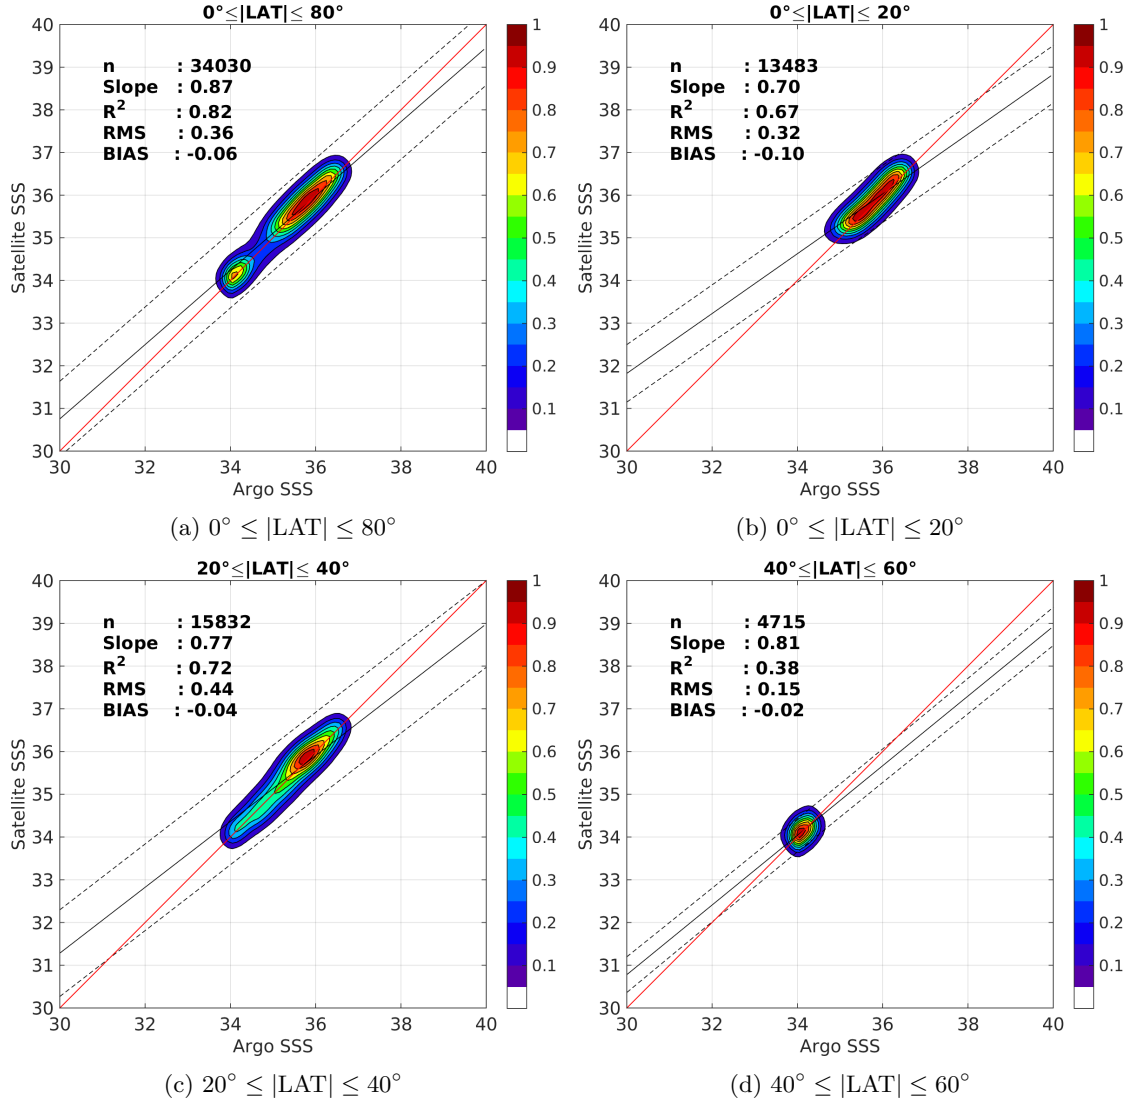 0°≤|LAT|≤ 80°
n : 34030
Slope : 0.87
R² : 0.82
RMS : 0.36
BIAS : -0.06
Satellite SSS
40
39
38
37
36
35
34
33
32
31
30
30 32 34 36 38 40
Argo SSS
1
0.9
0.8
0.7
0.6
0.5
0.4
0.3
0.2
0.1
(a) 0° ≤ |LAT| ≤ 80°
0°≤|LAT|≤ 20°
n : 13483
Slope : 0.70
R² : 0.67
RMS : 0.32
BIAS : -0.10
Satellite SSS
40
39
38
37
36
35
34
33
32
31
30
30 32 34 36 38 40
Argo SSS
1
0.9
0.8
0.7
0.6
0.5
0.4
0.3
0.2
0.1
(b) 0° ≤ |LAT| ≤ 20°
20°≤|LAT|≤ 40°
n : 15832
Slope : 0.77
R² : 0.72
RMS : 0.44
BIAS : -0.04
Satellite SSS
40
39
38
37
36
35
34
33
32
31
30
30 32 34 36 38 40
Argo SSS
1
0.9
0.8
0.7
0.6
0.5
0.4
0.3
0.2
0.1
(c) 20° ≤ |LAT| ≤ 40°
40°≤|LAT|≤ 60°
n : 4715
Slope : 0.81
R² : 0.38
RMS : 0.15
BIAS : -0.02
Satellite SSS
40
39
38
37
36
35
34
33
32
31
30
30 32 34 36 38 40
Argo SSS
1
0.9
0.8
0.7
0.6
0.5
0.4
0.3
0.2
0.1
(d) 40° ≤ |LAT| ≤ 60°